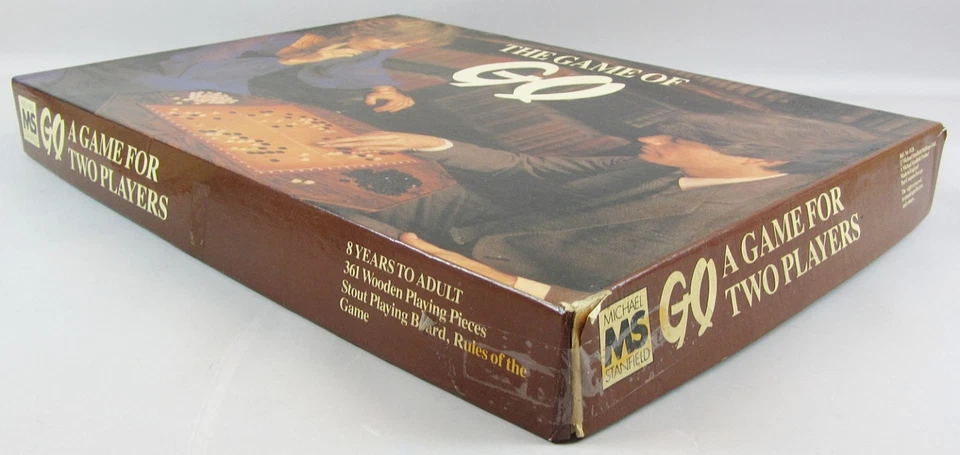 THE GAME OF
GO
MS
GO
A GAME FOR
TWO PLAYERS
8 YEARS TO ADULT
361 Wooden Playing Pieces
Stout Playing Board, Rules of the
Game
MICHAEL
MS
STANFIELD
GO
A GAME FOR
TWO PLAYERS